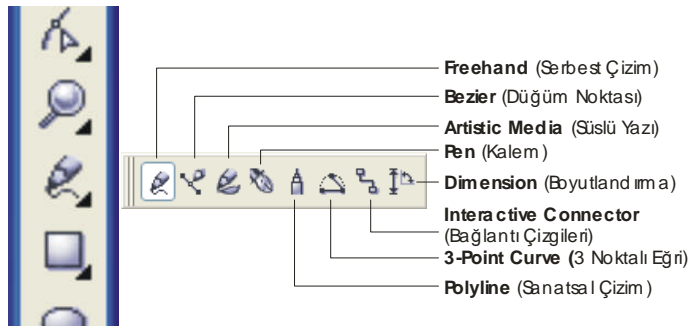 Freehand (Serbest Çizim)
Bezier (Düğüm Noktası)
Artistic Media (Süslü Yazı)
Pen (Kalem)
Dimension (Boyutlandırma)
Interactive Connector
(Bağlantı Çizgileri)
3-Point Curve (3 Noktalı Eğri)
Polyline (Sanatsal Çizim)